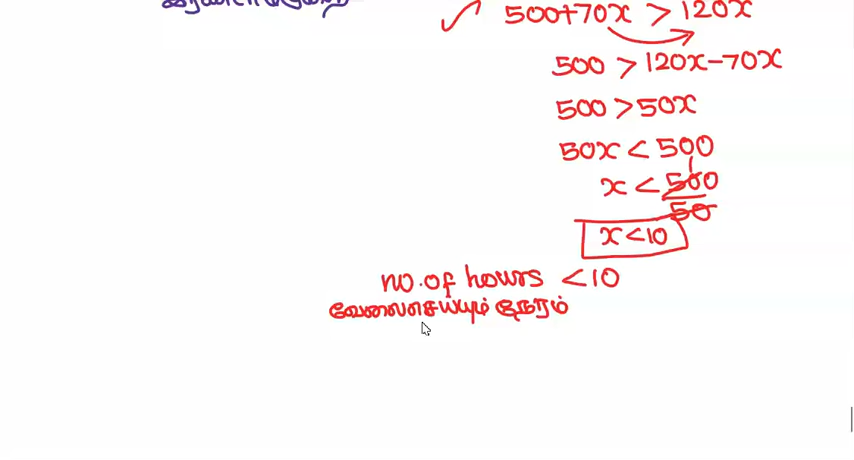 500+70x > 120x
500 > 120x-70x
500 > 50x
50x < 500
x < 500
50
x < 10
no. of hours < 10
வேலைசெய்யும் நேரம்